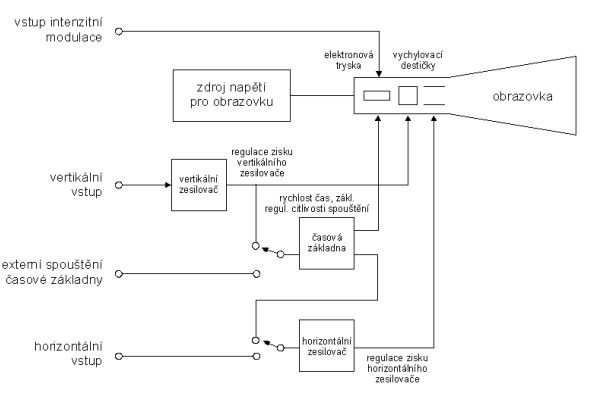 vstup intenzitní
modulace
elektronová
tryska
vychylovací
destičky
zdroj napětí
pro obrazovku
obrazovka
regulace zisku
vertikálního
zesilovače
vertikální
vstup
vertikální
zesilovač
rychlost čas, zákl.
regul. citlivosti spouštění
časová
základna
externí spouštění
časové základny
horizontální
vstup
horizontální
zesilovač
regulace zisku
horizontálního
zesilovače